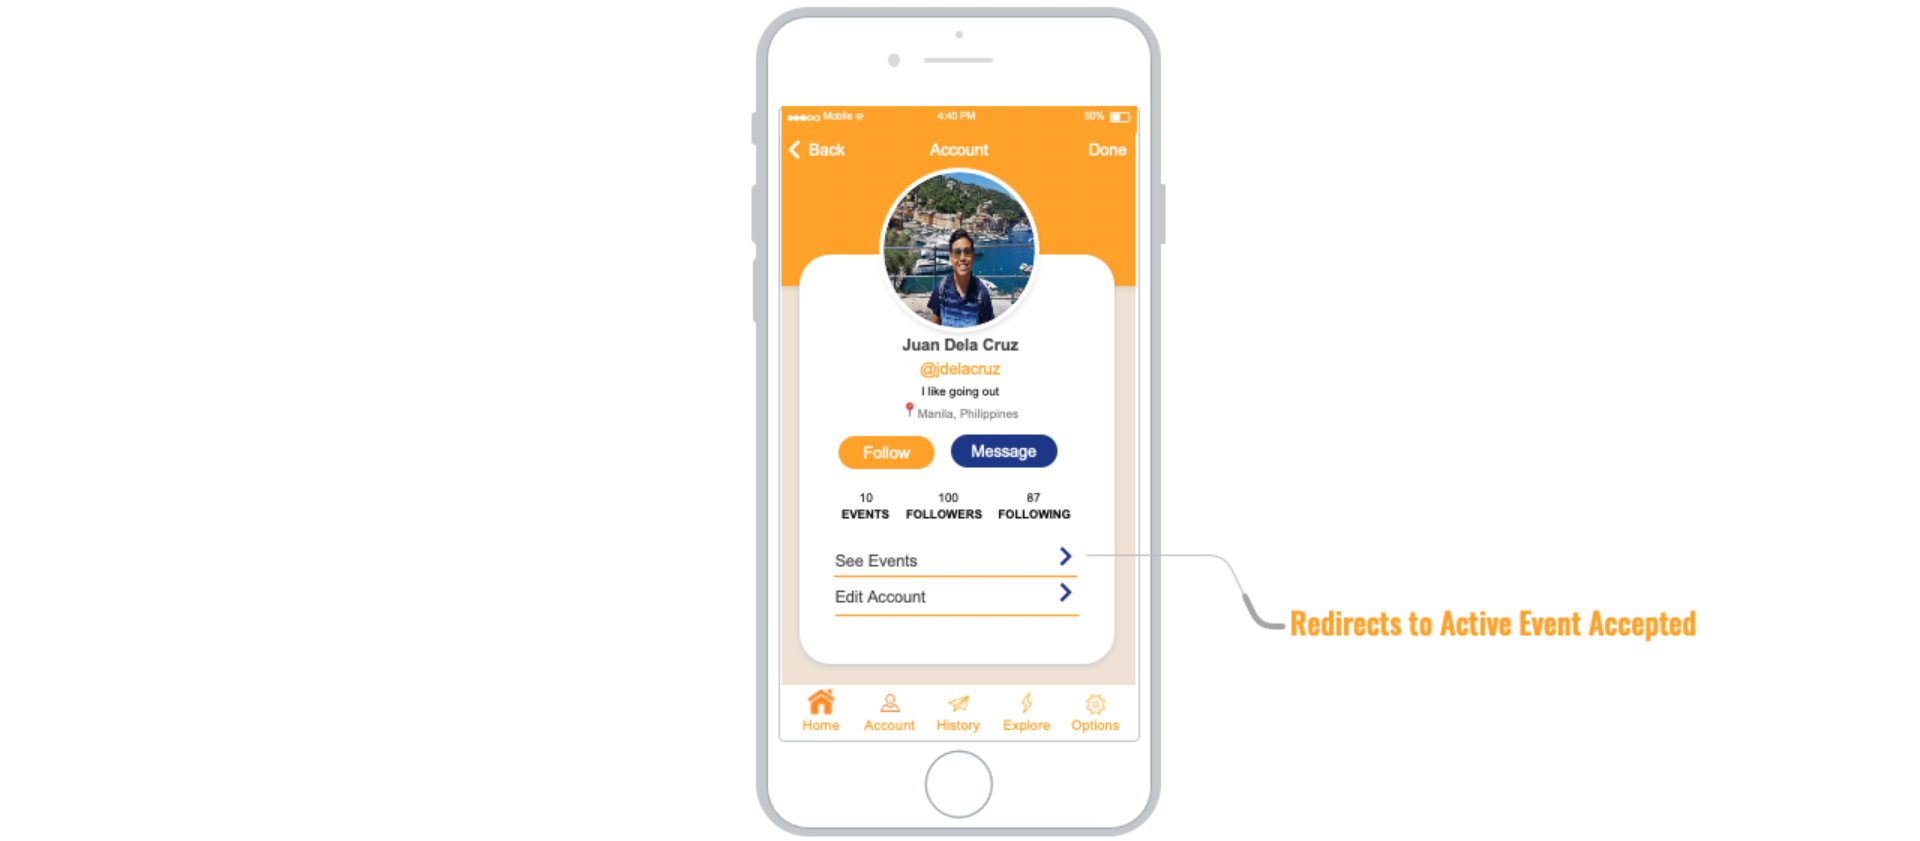 Mobile 4:40 PM 50%
Back Account Done
Juan Dela Cruz
@jdelacruz
I like going out
Manila, Philippines
Follow Message
10 100 87
EVENTS FOLLOWERS FOLLOWING
See Events
Edit Account
Redirects to Active Event Accepted
Home Account History Explore Options